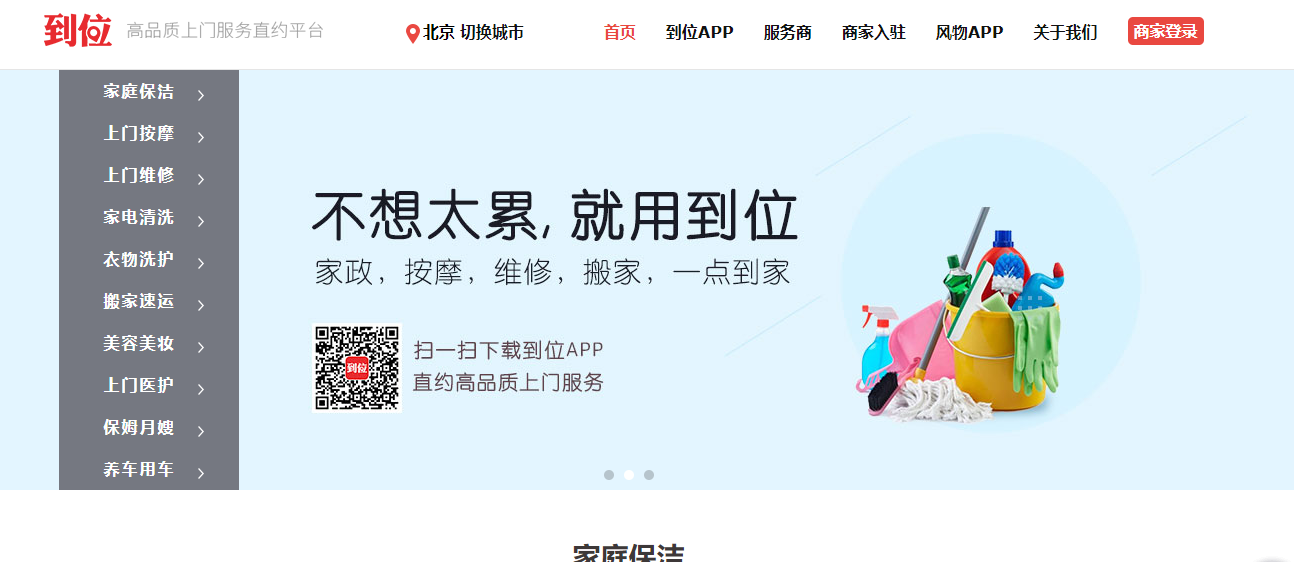 到位 高品质上门服务直约平台 北京 切换城市 首页 到位APP 服务商 商家入驻 风物APP 关于我们 商家登录
家庭保洁
上门按摩
上门维修
家电清洗
衣物洗护
搬家速运
美容美妆
上门医护
保姆月嫂
养车用车
不想太累, 就用到位
家政，按摩，维修，搬家，一点到家
到位
扫一扫下载到位APP
直约高品质上门服务
家庭保洁